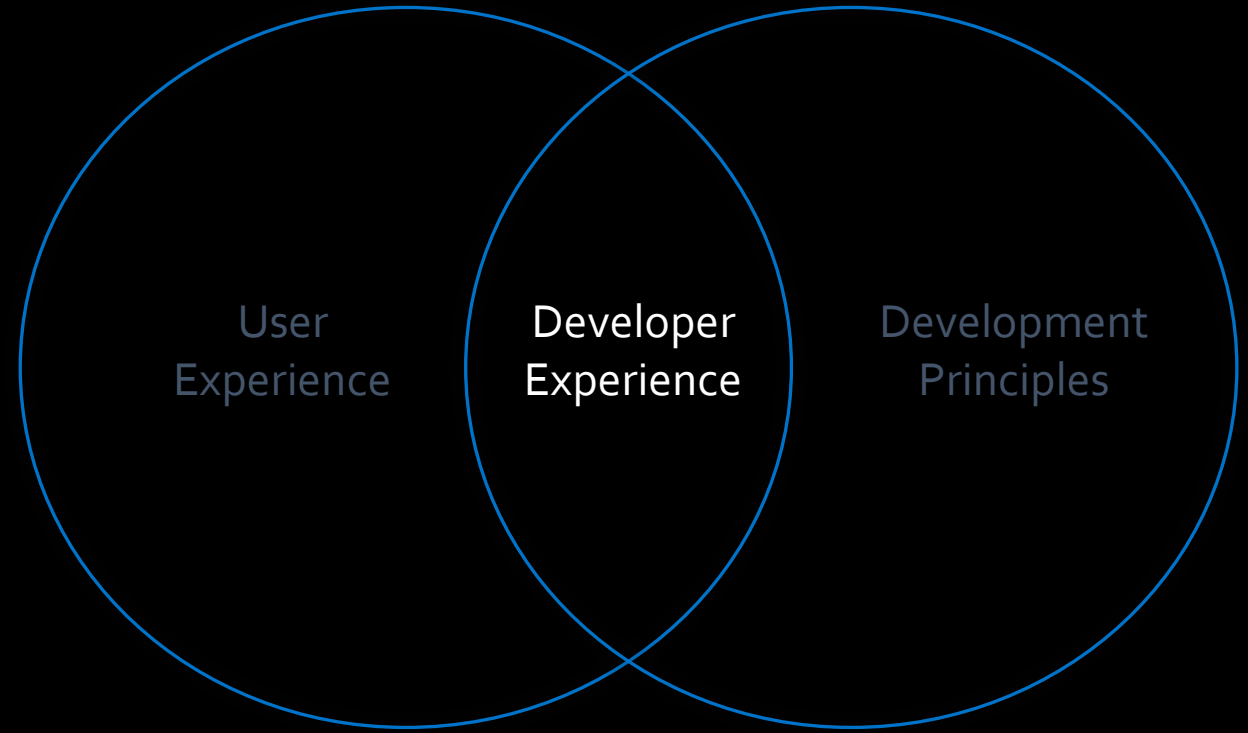 User
Experience
Developer
Experience
Development
Principles